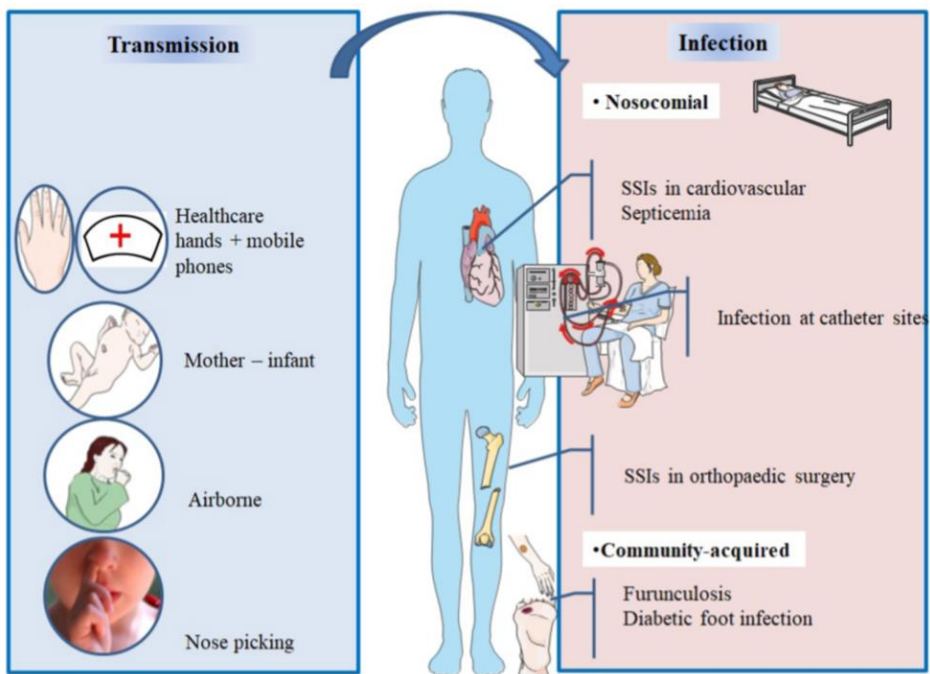 Transmission
Healthcare
hands + mobile
phones
Mother – infant
Airborne
Nose picking
Infection
• Nosocomial
SSIs in cardiovascular
Septicemia
Infection at catheter sites
SSIs in orthopaedic surgery
•Community-acquired
Furunculosis
Diabetic foot infection